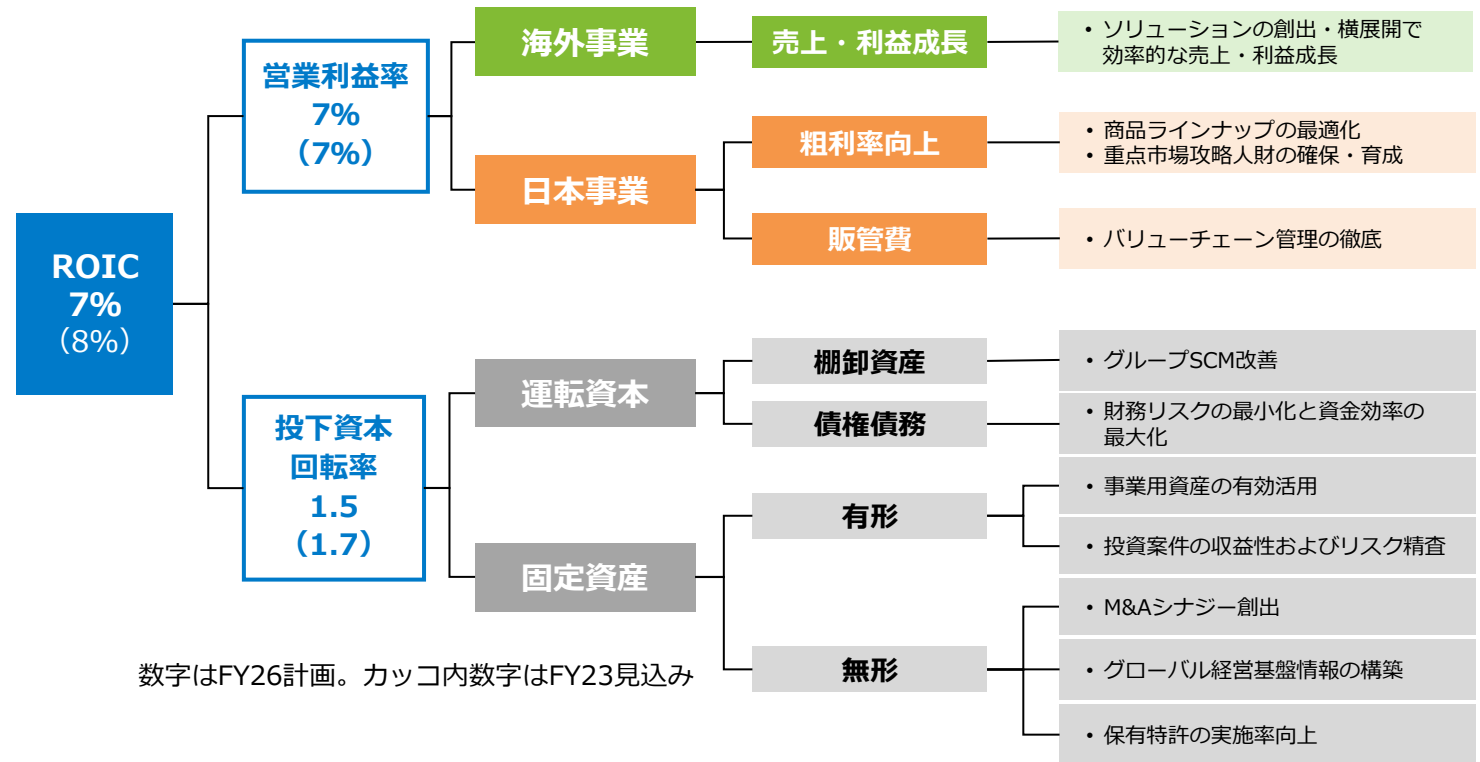 ROIC
7%
（8%）
営業利益率
7%
（7%）
海外事業
売上・利益成長
• ソリューションの創出・横展開で
効率的な売上・利益成長
日本事業
粗利率向上
• 商品ラインナップの最適化
• 重点市場攻略人財の確保・育成
販管費
• バリューチェーン管理の徹底
投下資本
回転率
1.5
（1.7）
運転資本
棚卸資産
• グループSCM改善
債権債務
• 財務リスクの最小化と資金効率の
最大化
固定資産
有形
• 事業用資産の有効活用
• 投資案件の収益性およびリスク精査
無形
• M&Aシナジー創出
• グローバル経営基盤情報の構築
• 保有特許の実施率向上
数字はFY26計画。カッコ内数字はFY23見込み